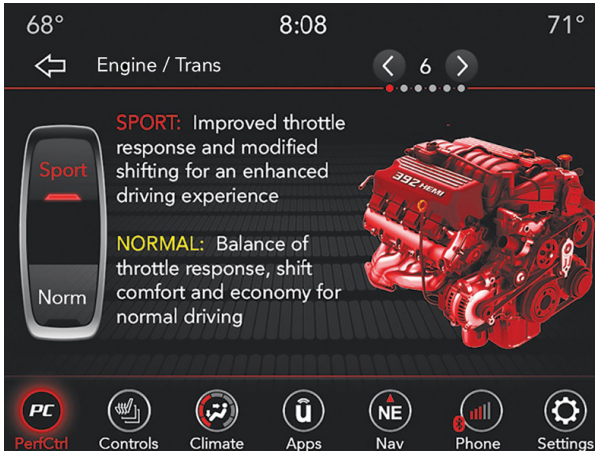 68° 8:08 71°
Engine / Trans 6
SPORT: Improved throttle
response and modified
shifting for an enhanced
driving experience
Sport
NORMAL: Balance of
throttle response, shift
comfort and economy for
normal driving
Norm
392 HEMI
PC û NE
PerfCtrl Controls Climate Apps Nav Phone Settings